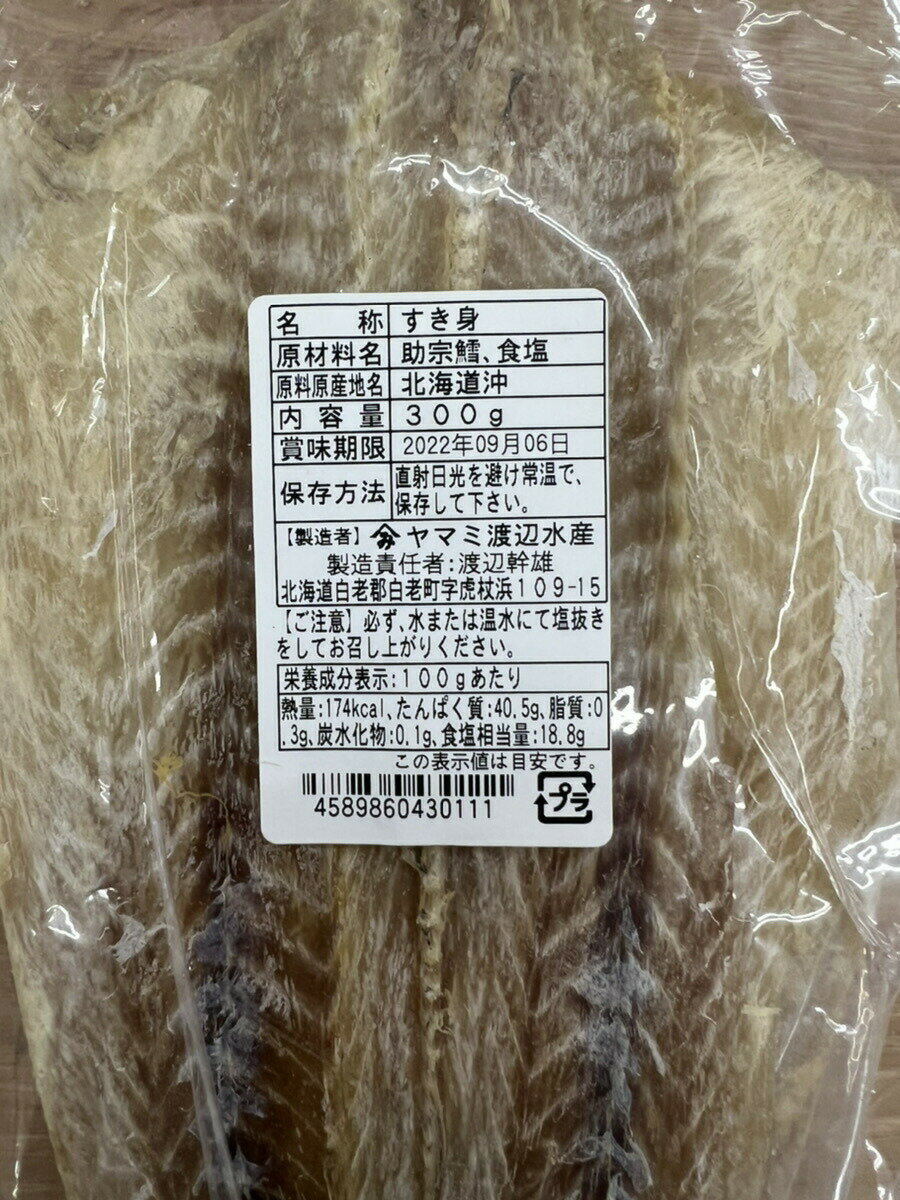 名 称 すき身
原材料名 助宗鱈、食塩
原料原産地名 北海道沖
内容量 300g
賞味期限 2022年09月06日
保存方法 直射日光を避け常温で、
保存して下さい。
【製造者】 ヤマミ渡辺水産
製造責任者:渡辺幹雄
北海道白老郡白老町字虎杖浜109-15
【ご注意】必ず、水または温水にて塩抜き
をしてお召し上がりください。
栄養成分表示:100gあたり
熱量:174kcal、たんぱく質:40.5g、脂質:0
.3g、炭水化物:0.1g、食塩相当量:18.8g
この表示値は目安です。
4589860430111
プラ